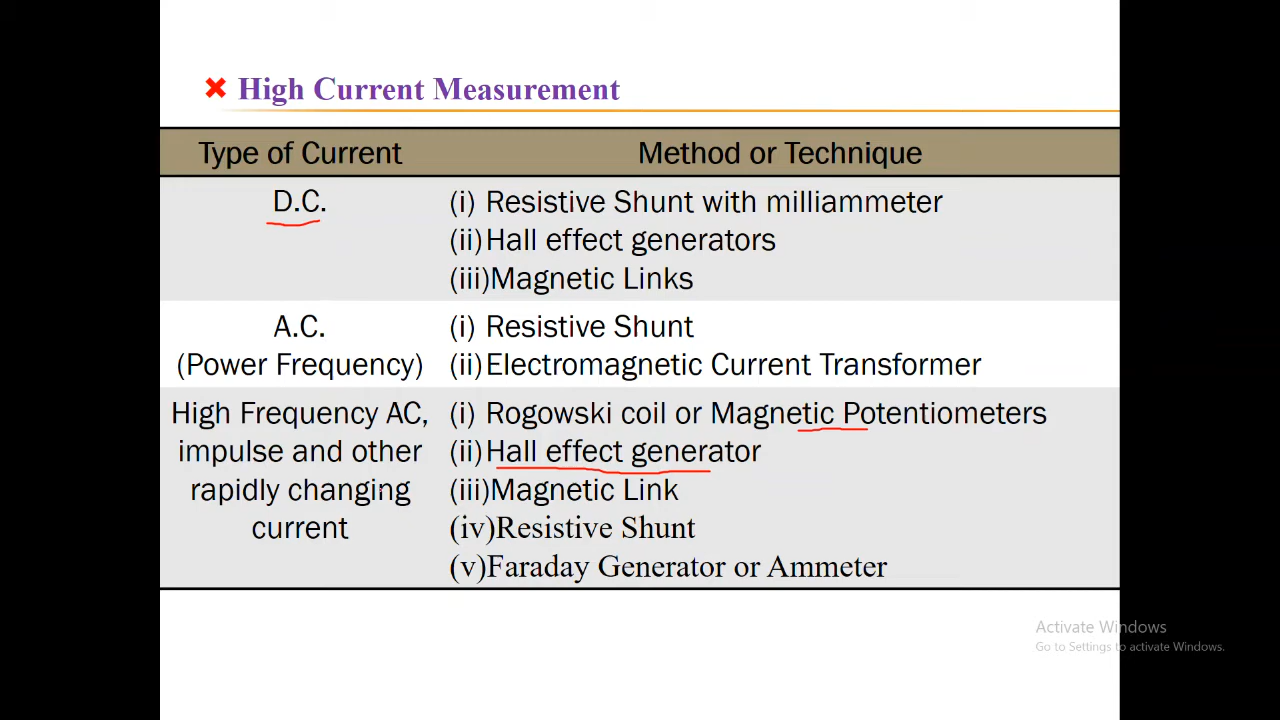 High Current Measurement
Type of Current Method or Technique
D.C. (i) Resistive Shunt with milliammeter
(ii)Hall effect generators
(iii)Magnetic Links
A.C. (i) Resistive Shunt
(Power Frequency) (ii)Electromagnetic Current Transformer
High Frequency AC, (i) Rogowski coil or Magnetic Potentiometers
impulse and other (ii)Hall effect generator
rapidly changing (iii)Magnetic Link
current (iv)Resistive Shunt
(v)Faraday Generator or Ammeter
Activate Windows
Go to Settings to activate Windows.